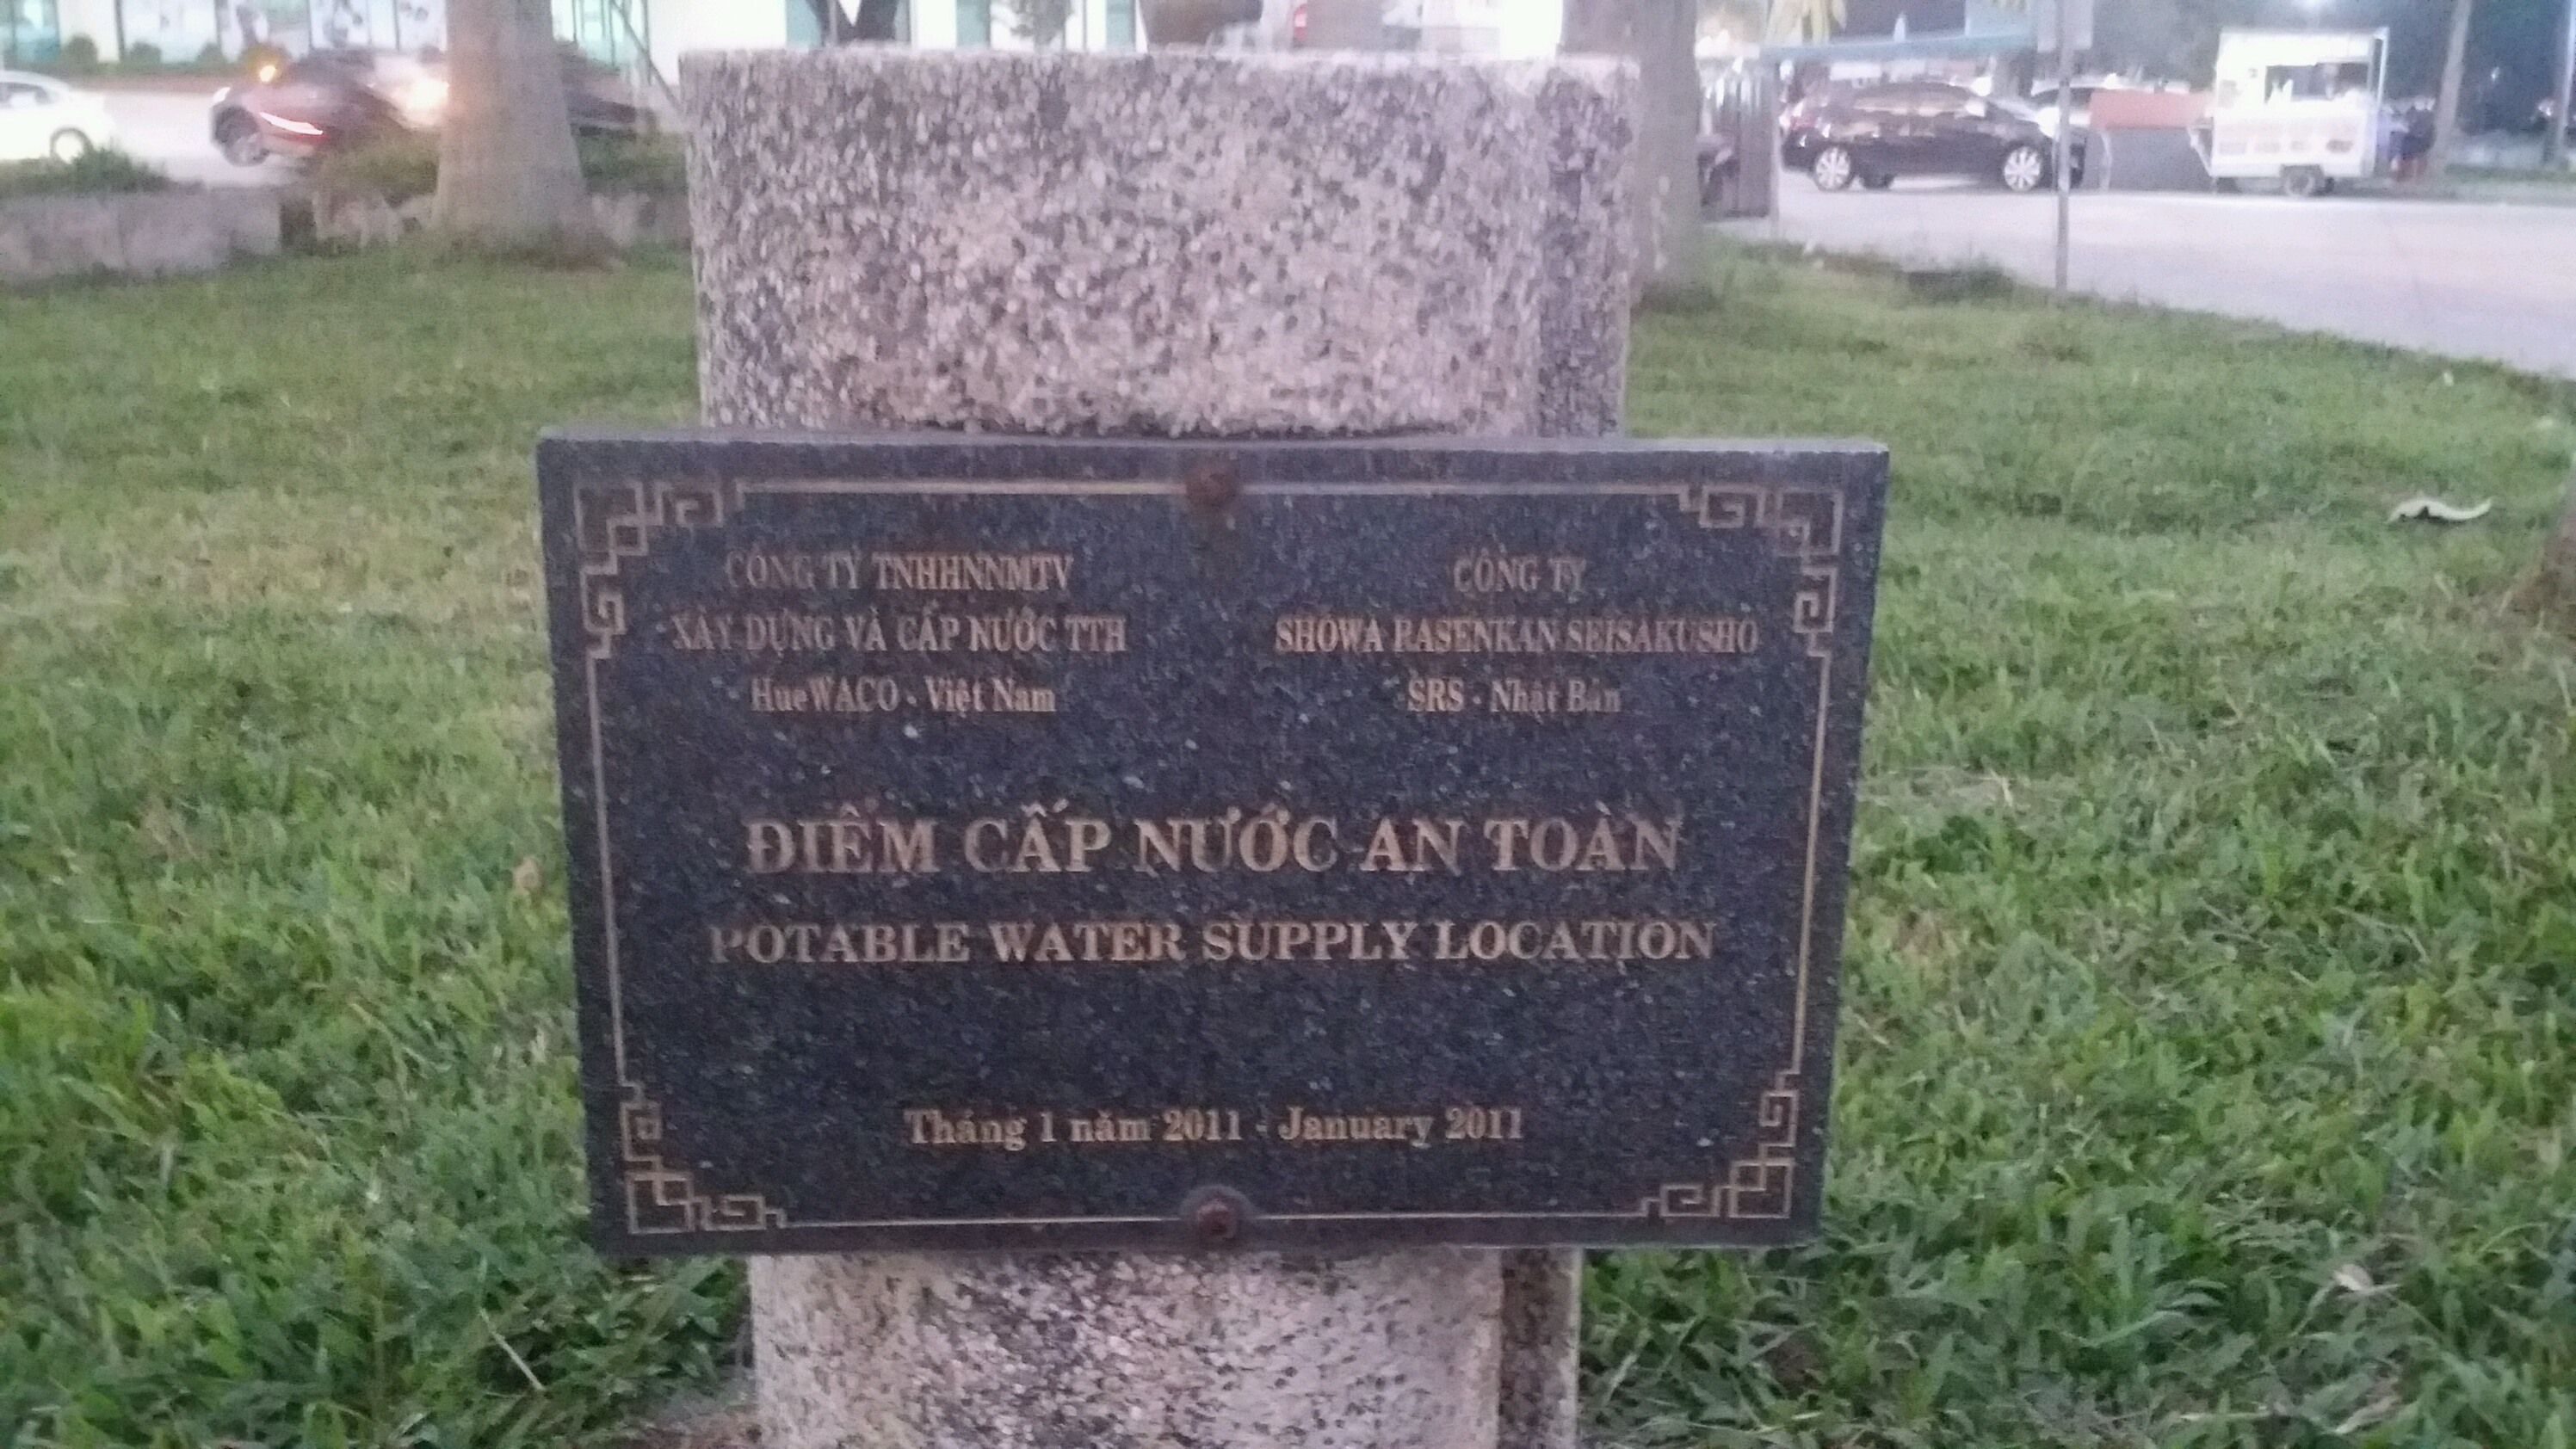 CÔNG TY TNHHNNMTV
XÂY DỰNG VÀ CẤP NƯỚC TTH
HueWACO - Việt Nam
CÔNG TY
SHOWA RASENKAN SEISAKUSHO
SRS - Nhật Bản
ĐIỂM CẤP NƯỚC AN TOÀN
POTABLE WATER SUPPLY LOCATION
Tháng 1 năm 2011 - January 2011